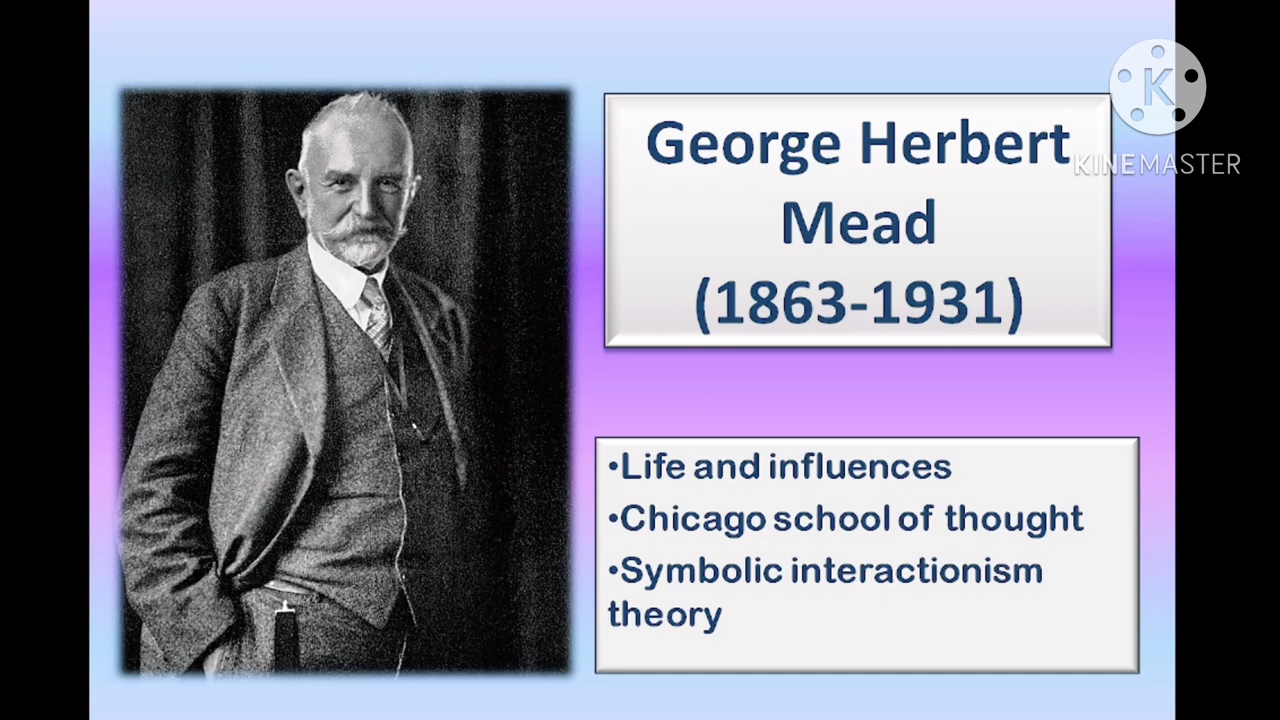 George Herbert
Mead
(1863-1931)
K
KINEMASTER
•Life and influences
•Chicago school of thought
•Symbolic interactionism
theory